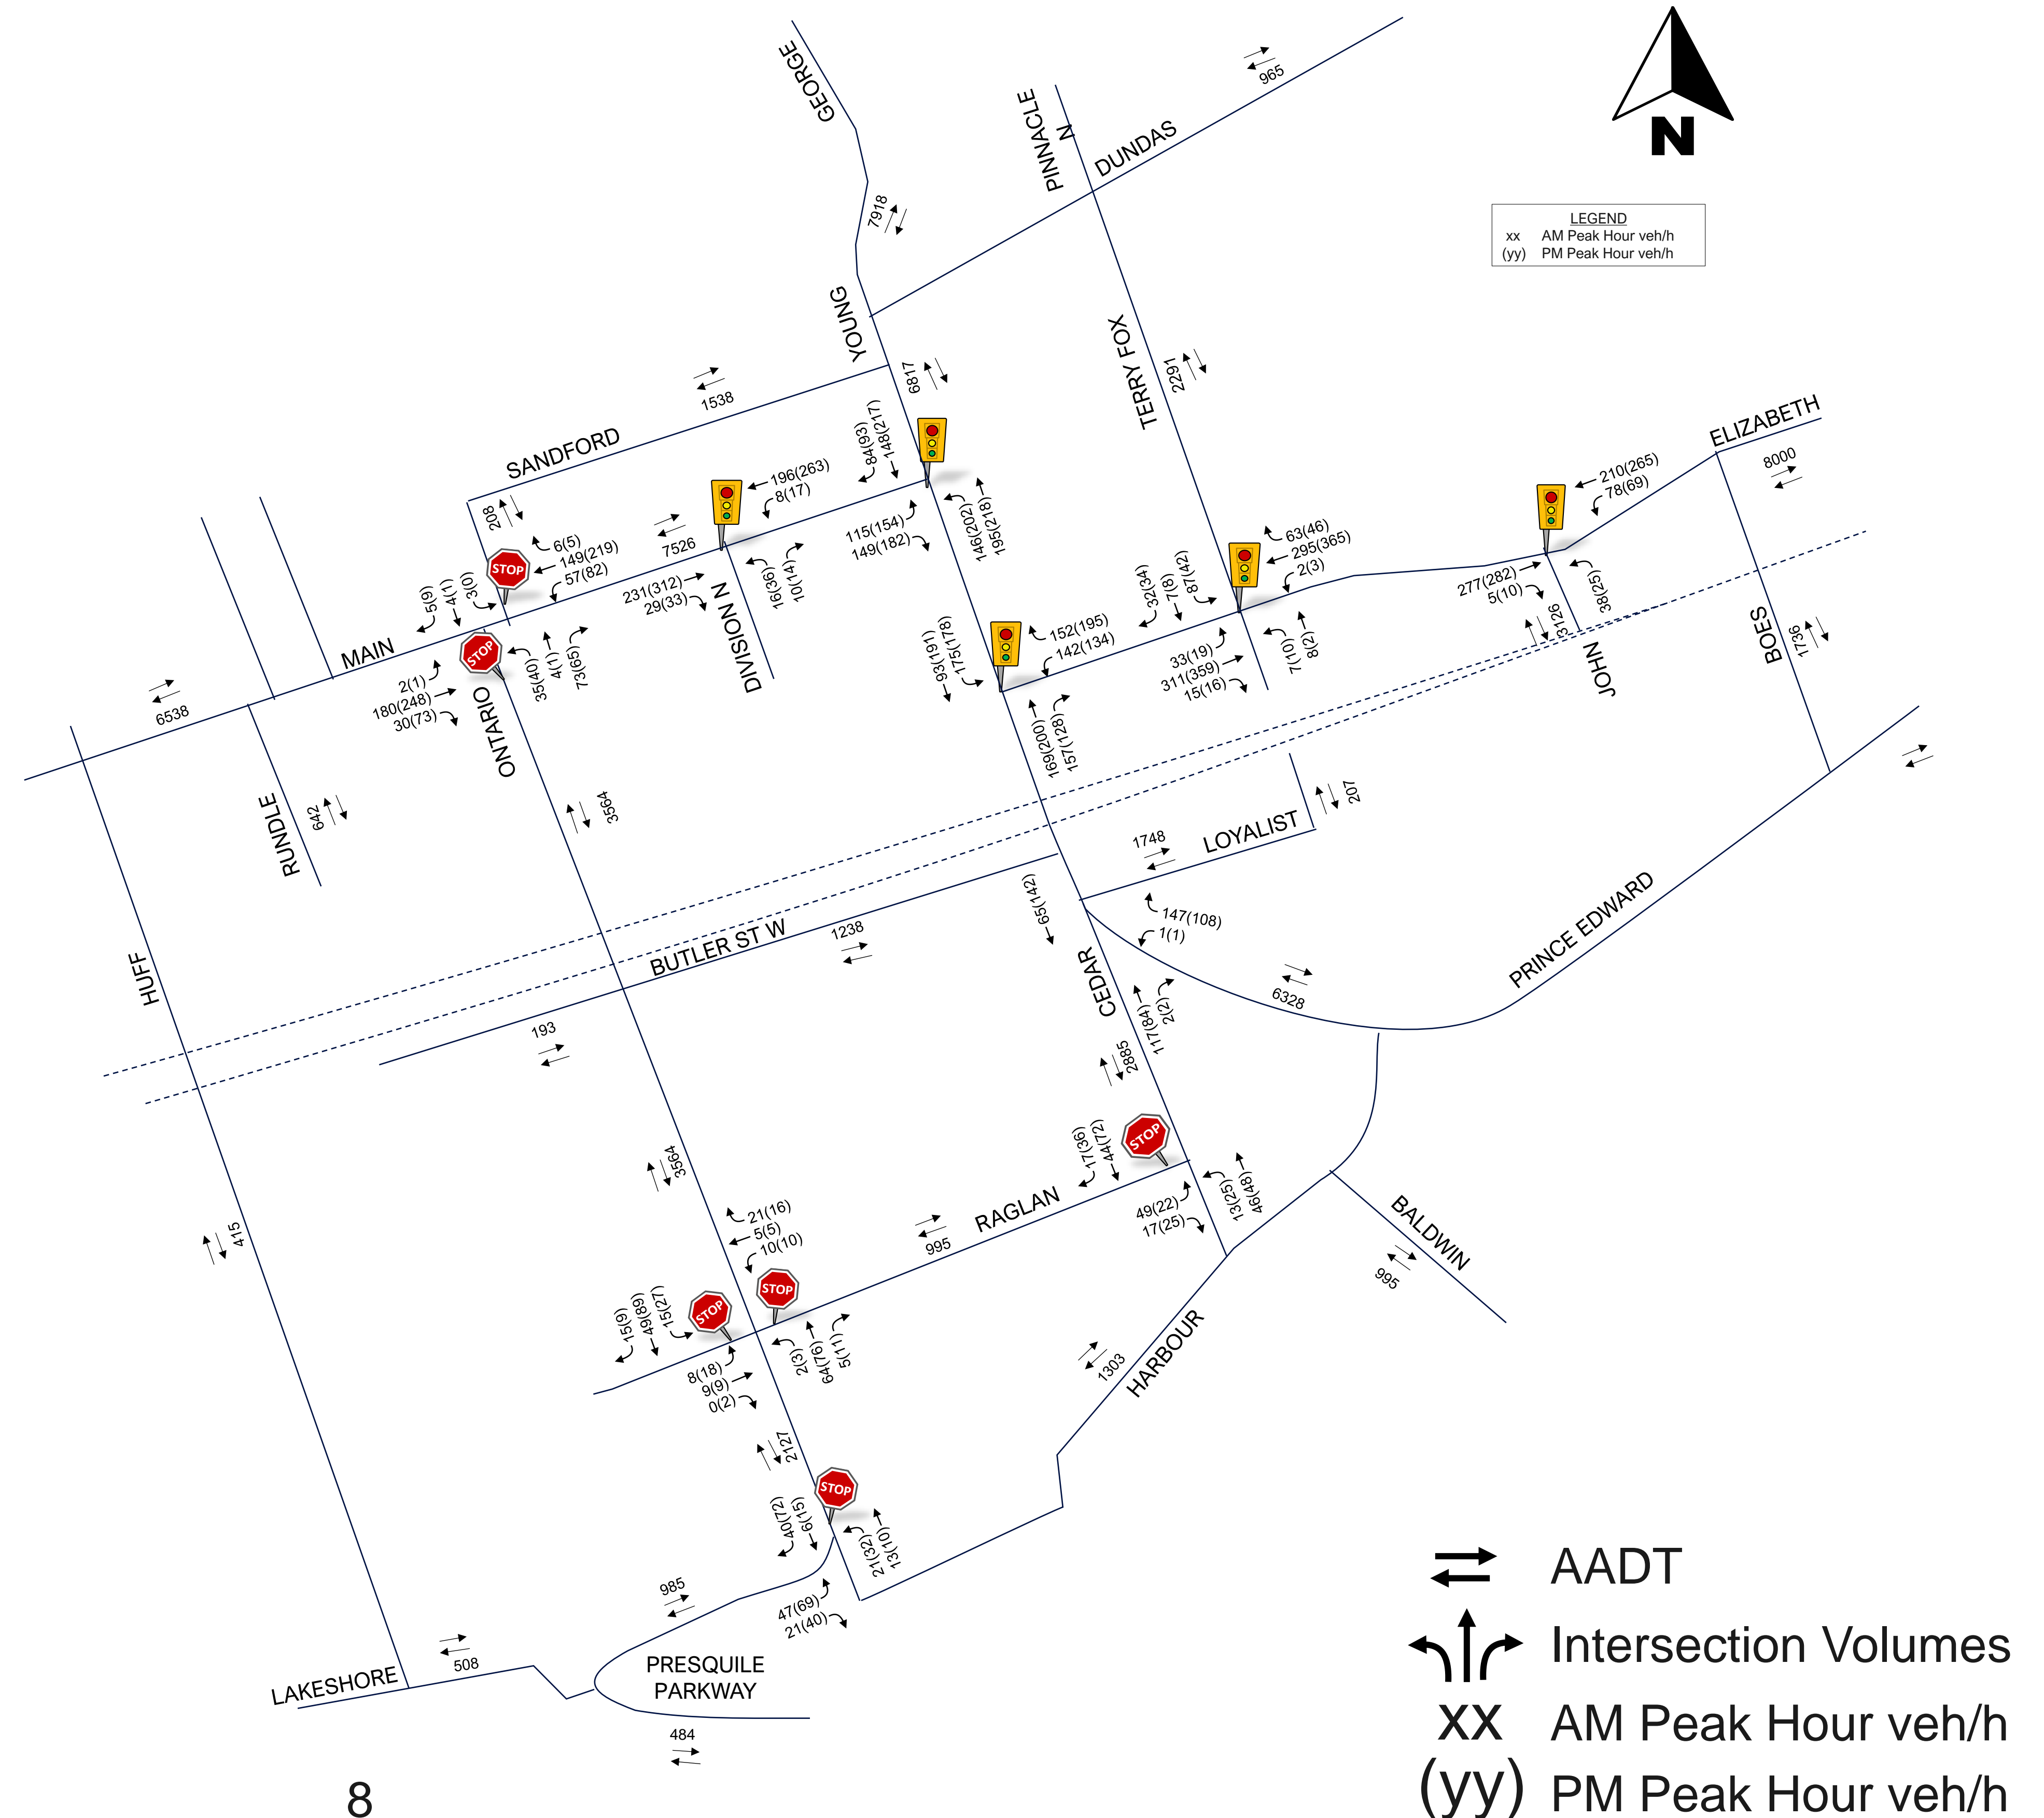 GEORGE
PINNACLE
N
DUNDAS
965
N
LEGEND
xx AM Peak Hour veh/h
(yy) PM Peak Hour veh/h
7918
YOUNG
6817
TERRY FOX
2291
1538
SANDFORD
208
ELIZABETH
8000
84(93)
148(217)
196(263)
8(17)
7526
115(154)
149(182)
146(202)
195(218)
STOP
6(5)
149(219)
57(82)
5(9)
4(1)
3(0)
231(312)
29(33)
DIVISION N
16(36)
10(14)
210(265)
78(69)
277(282)
5(10)
38(25)
3126
JOHN
BOES
1736
63(46)
295(365)
2(3)
32(34)
7(8)
87(42)
33(19)
311(359)
15(16)
7(10)
8(2)
MAIN
STOP
2(1)
180(248)
30(73)
35(40)
4(1)
73(65)
ONTARIO
6538
93(191)
175(178)
152(195)
142(134)
169(200)
157(128)
RUNDLE
642
3564
207
1748
LOYALIST
PRINCE EDWARD
147(108)
1(1)
65(142)
CEDAR
6328
117(84)
2(2)
2885
HUFF
BUTLER ST W
1238
193
3564
415
STOP
17(36)
44(72)
49(22)
17(25)
13(25)
46(48)
RAGLAN
995
BALDWIN
995
21(16)
5(5)
10(10)
STOP
STOP
15(9)
49(89)
15(27)
8(18)
9(9)
0(2)
2(3)
64(76)
5(11)
HARBOUR
1303
2127
STOP
40(72)
6(15)
21(32)
13(10)
47(69)
21(40)
985
PRESQUILE
PARKWAY
508
LAKESHORE
484
AADT
Intersection Volumes
xx AM Peak Hour veh/h
(yy) PM Peak Hour veh/h
8